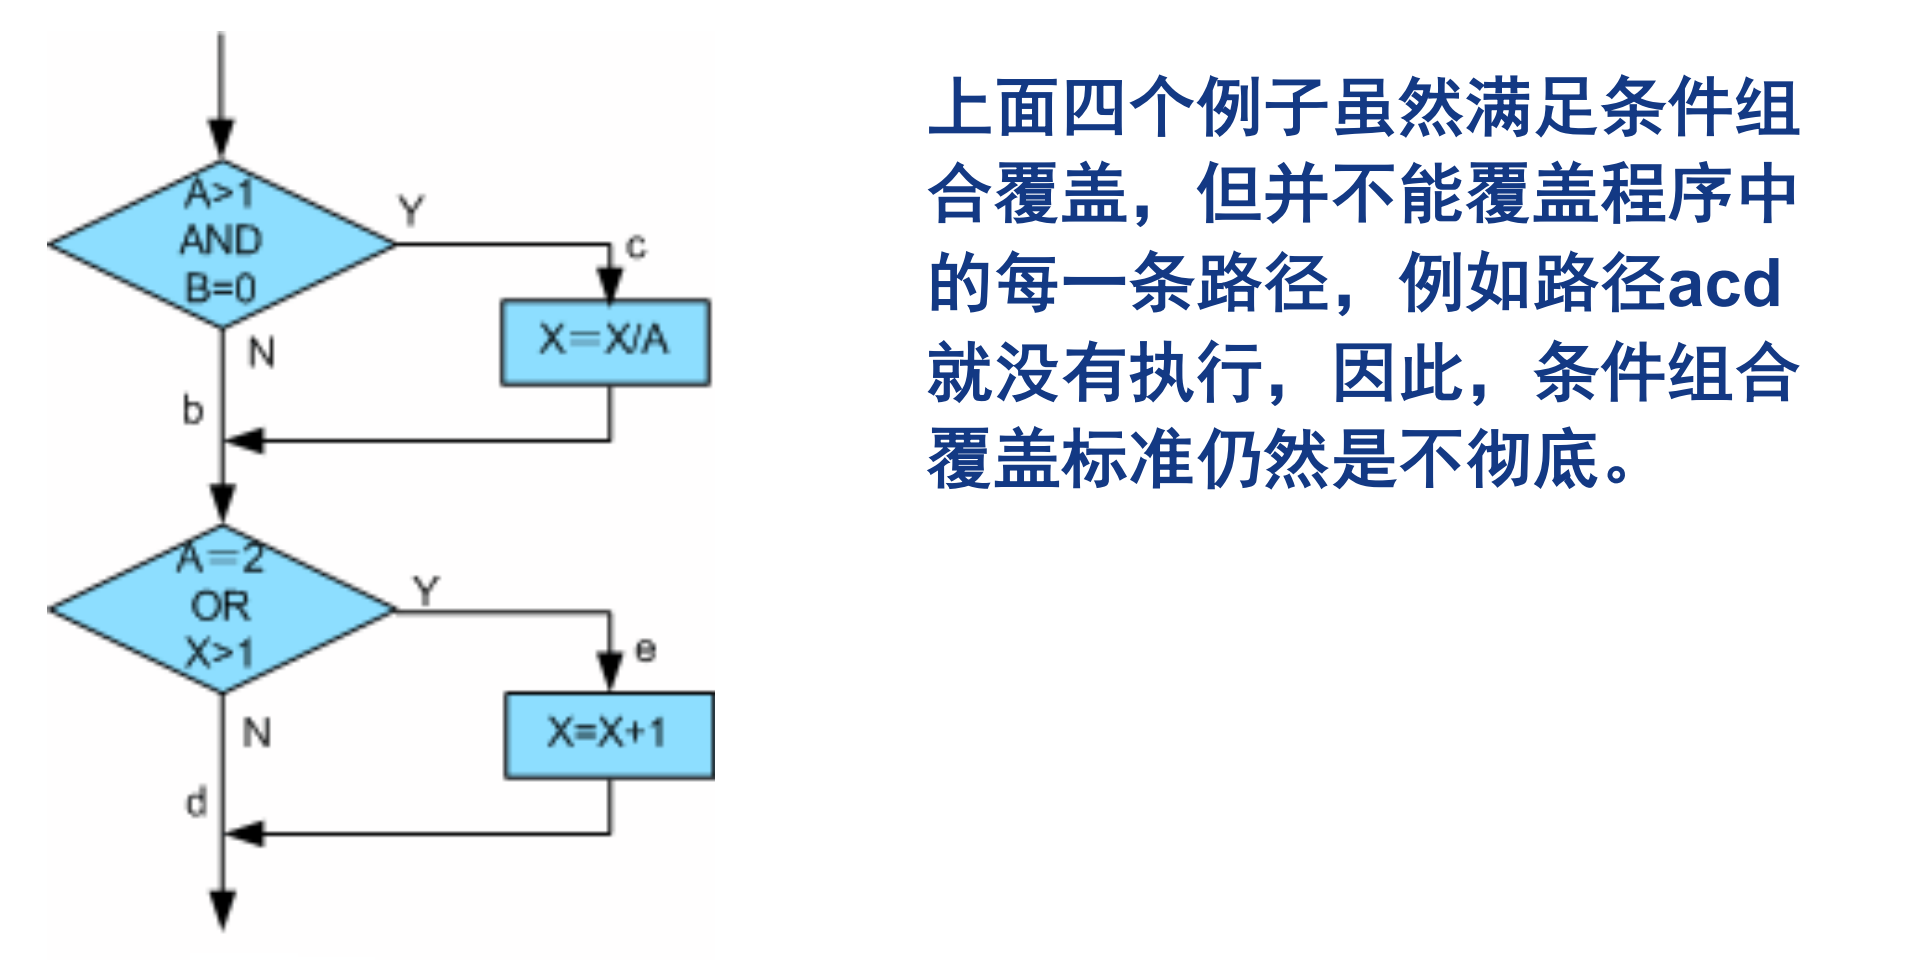 A>1
AND
B=0
Y
c
X＝X/A
N
b
A＝2
OR
X>1
Y
e
X=X+1
N
d
上面四个例子虽然满足条件组
合覆盖，但并不能覆盖程序中
的每一条路径，例如路径acd
就没有执行，因此，条件组合
覆盖标准仍然是不彻底。